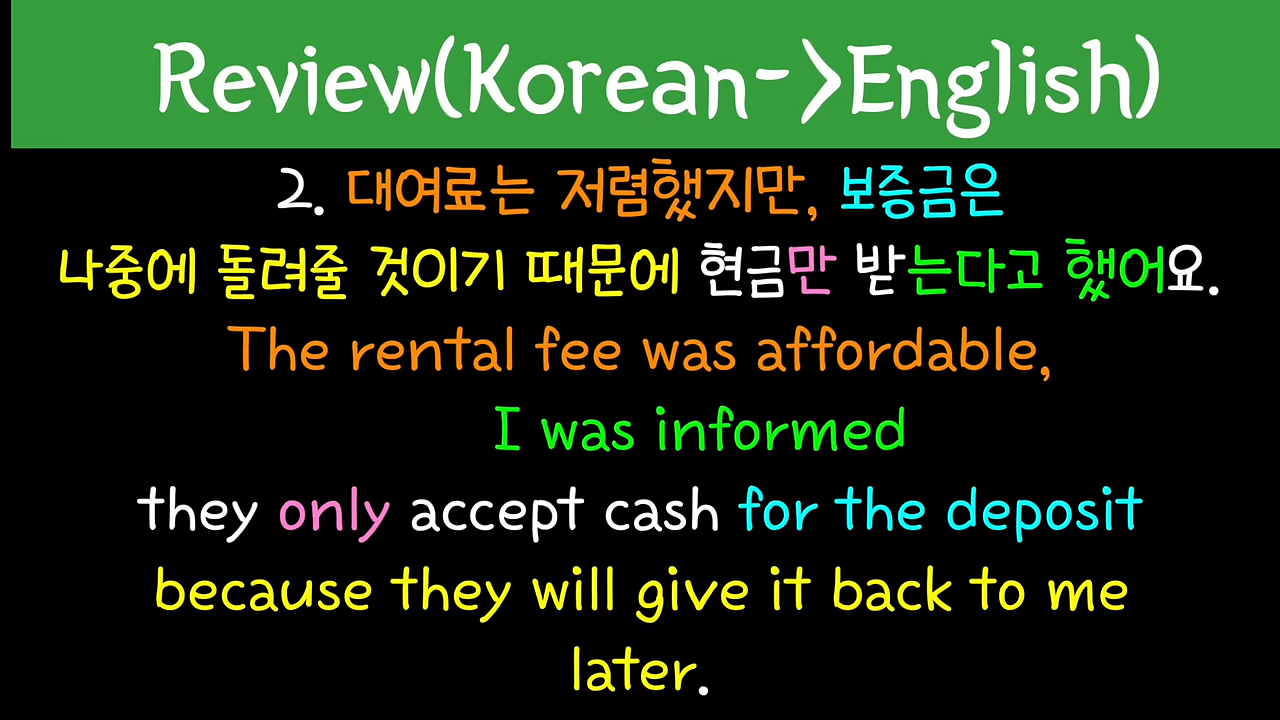 Review(Korean->English)
2. 대여료는 저렴했지만, 보증금은
나중에 돌려줄 것이기 때문에 현금만 받는다고 했어요.
The rental fee was affordable,
I was informed
they only accept cash for the deposit
because they will give it back to me
later.